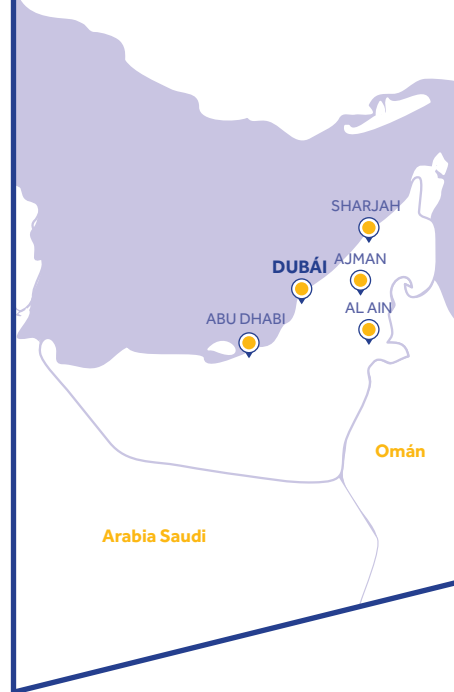 SHARJAH
AJMAN
DUBÁI
AL AIN
ABU DHABI
Omán
Arabia Saudi